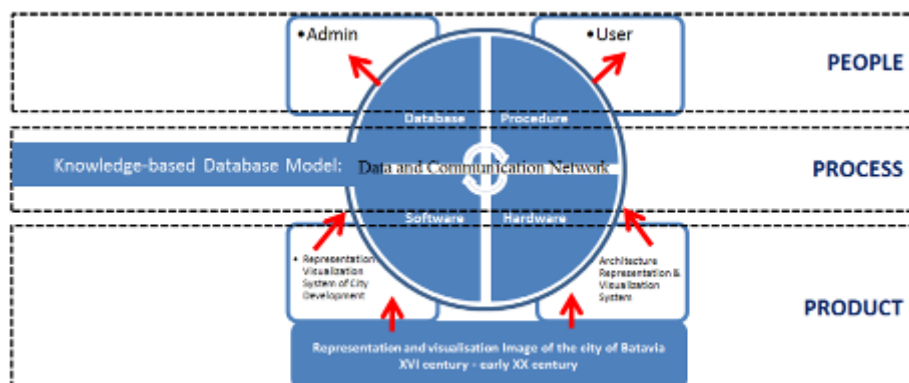 •Admin
•User
PEOPLE
Database
Procedure
Knowledge-based Database Model:
Data and Communication Network
PROCESS
Software
Hardware
• Representation
Visualization
System of City
Development
Architecture
Representation &
Visualization
System
PRODUCT
Representation and visualisation Image of the city of Batavia
XVI century - early XX century